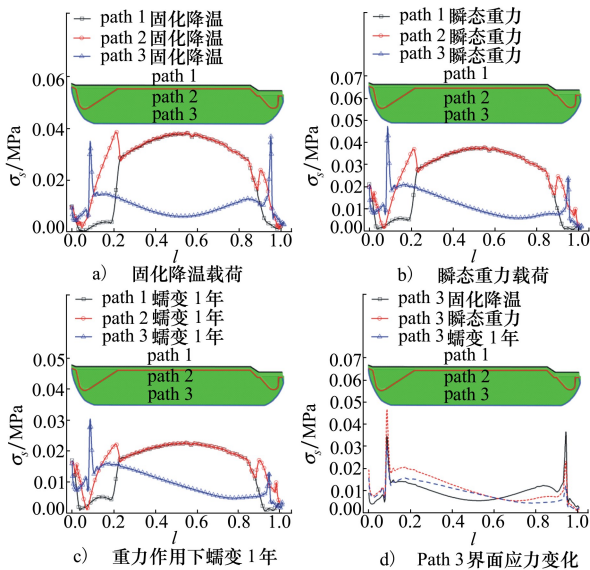 path 1 固化降温
path 2 固化降温
path 3 固化降温
0.06
0.04
0.02
0.00
σs/MPa
path 1
path 2
path 3
0.0 0.2 0.4 0.6 0.8 1.0
l
a) 固化降温载荷
path 1 瞬态重力
path 2 瞬态重力
path 3 瞬态重力
0.07
0.06
0.05
0.04
0.03
0.02
0.01
0.00
σs/MPa
path 1
path 2
path 3
0.0 0.2 0.4 0.6 0.8 1.0
l
b) 瞬态重力载荷
path 1 蠕变 1 年
path 2 蠕变 1 年
path 3 蠕变 1 年
0.05
0.04
0.03
0.02
0.01
0.00
σs/MPa
path 1
path 2
path 3
0.0 0.2 0.4 0.6 0.8 1.0
l
c) 重力作用下蠕变 1 年
path 3 固化降温
path 3 瞬态重力
path 3 蠕变 1 年
0.07
0.06
0.05
0.04
0.03
0.02
0.01
0.00
σs/MPa
path 1
path 2
path 3
0.0 0.2 0.4 0.6 0.8 1.0
l
d) Path 3 界面应力变化